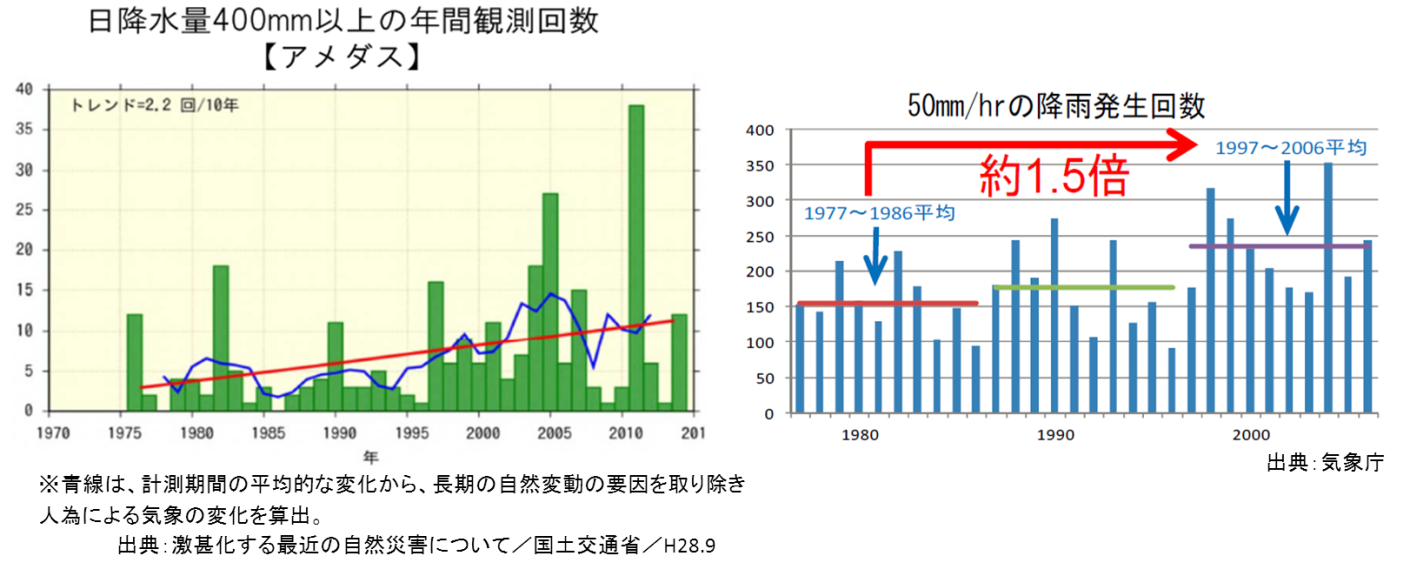 日降水量400mm以上の年間観測回数
【アメダス】
トレンド=2.2 回/10年
40
35
30
25
20
15
10
5
0
1970 1975 1980 1985 1990 1995 2000 2005 2010 201
年
※青線は、計測期間の平均的な変化から、長期の自然変動の要因を取り除き
人為による気象の変化を算出。
出典:激甚化する最近の自然災害について／国土交通省／H28.9
50mm/hrの降雨発生回数
約1.5倍
1997～2006平均
1977～1986平均
400
350
300
250
200
150
100
50
0
1980 1990 2000
出典:気象庁